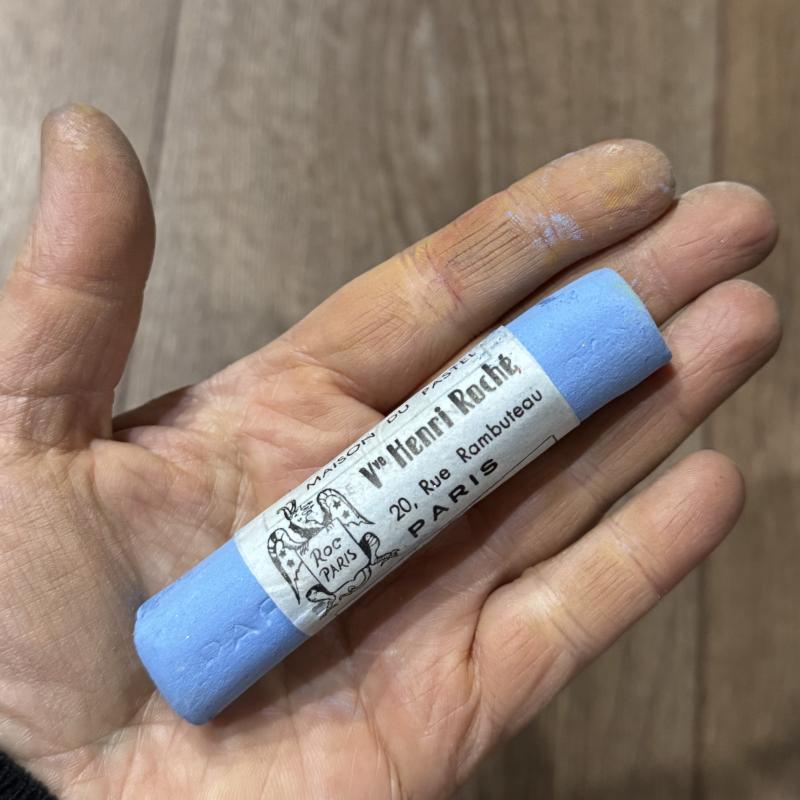 MAISON DU PASTEL
Vve Henri Roché,
20, Rue Rambuteau
PARIS
ROC
PARIS